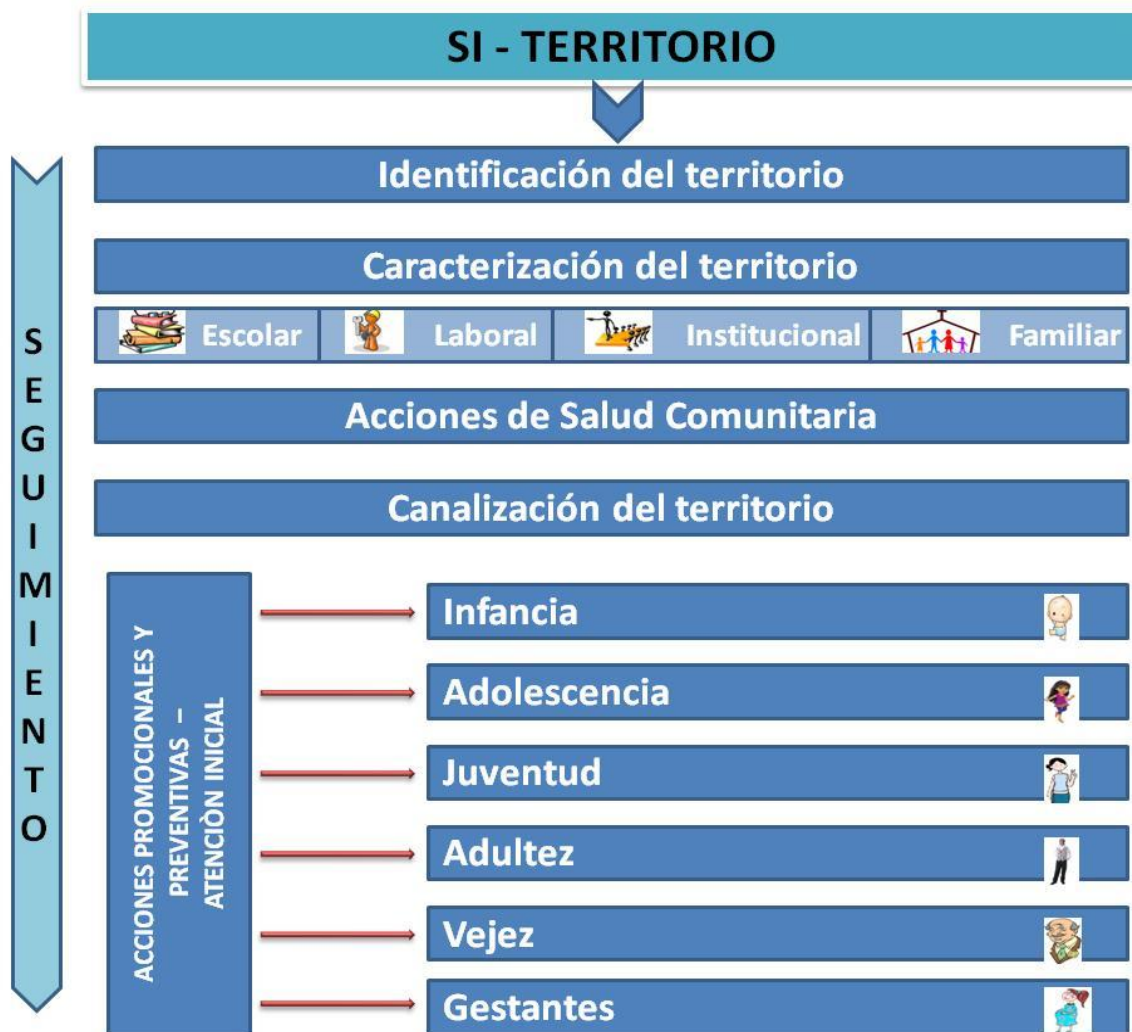 SI - TERRITORIO
SEGUIMIENTO
Identificación del territorio
Caracterización del territorio
Escolar
Laboral
Institucional
Familiar
Acciones de Salud Comunitaria
Canalización del territorio
ACCIONES PROMOCIONALES Y
PREVENTIVAS –
ATENCIÒN INICIAL
Infancia
Adolescencia
Juventud
Adultez
Vejez
Gestantes